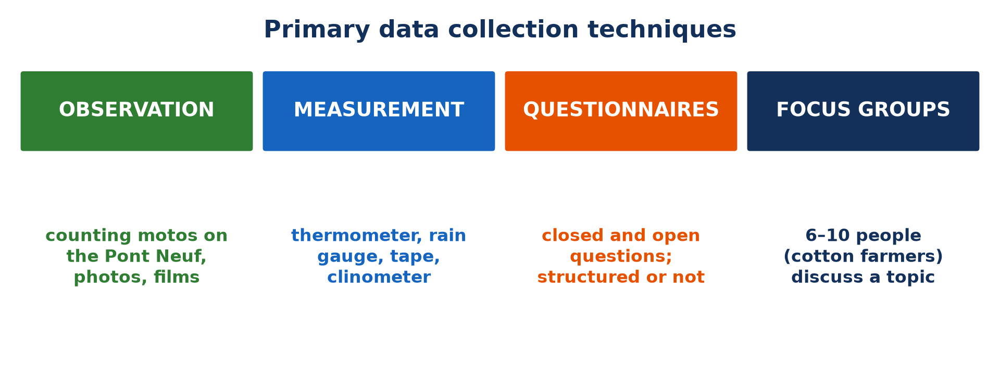 Primary data collection techniques
OBSERVATION
MEASUREMENT
QUESTIONNAIRES
FOCUS GROUPS
counting motos on
the Pont Neuf,
photos, films
thermometer, rain
gauge, tape,
clinometer
closed and open
questions;
structured or not
6–10 people
(cotton farmers)
discuss a topic